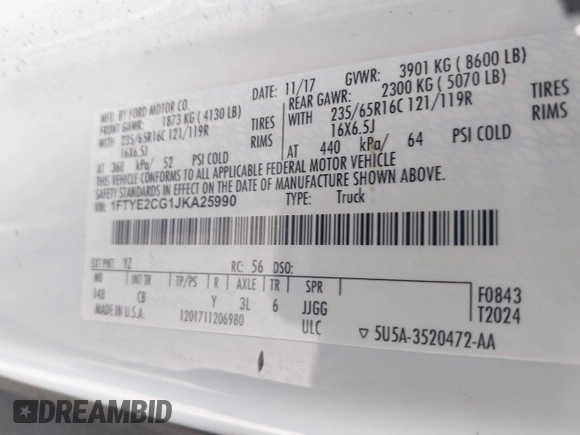 MFD. BY FORD MOTOR CO.
DATE: 11/17 GVWR: 3901 KG ( 8600 LB)
FRONT GAWR: 1873 KG ( 4130 LB)
REAR GAWR: 2300 KG ( 5070 LB)
WITH 235/65R16C 121/119R TIRES
WITH 235/65R16C 121/119R TIRES
16X6.5J RIMS
16X6.5J RIMS
AT 360 kPa/ 52 PSI COLD
AT 440 kPa/ 64 PSI COLD
THIS VEHICLE CONFORMS TO ALL APPLICABLE FEDERAL MOTOR VEHICLE
SAFETY STANDARDS IN EFFECT ON THE DATE OF MANUFACTURE SHOWN ABOVE.
VIN: 1FTYE2CG1JKA25990
TYPE: Truck
EXT PNT: YZ RC: 56 DSO:
WB INT TR TP/PS R AXLE TR SPR
148 CB Y 3L 6 JJGG
F0843
T2024
MADE IN U.S.A. 1201711206980 ULC
▽ 5U5A-3520472-AA
DREAMBID